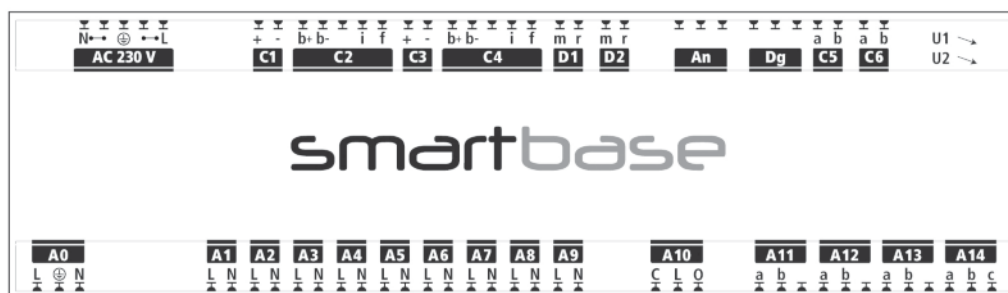 N L + - b+ b- i f + - b+ b- i f m r m r a b a b U1
AC 230 V C1 C2 C3 C4 D1 D2 An Dg C5 C6 U2
smartbase
A0 A1 A2 A3 A4 A5 A6 A7 A8 A9 A10 A11 A12 A13 A14
L N L N L N L N L N L N L N L N L N L N C L O a b a b a b a b c